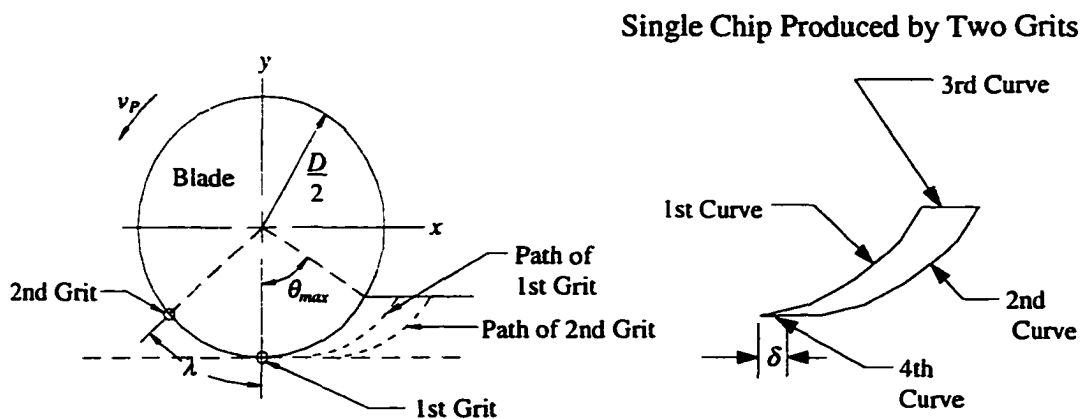 Single Chip Produced by Two Grits
y
v_P
D
2
Blade
x
2nd Grit
θ_max
Path of
1st Grit
Path of 2nd Grit
λ
1st Grit
3rd Curve
1st Curve
2nd
Curve
δ
4th
Curve